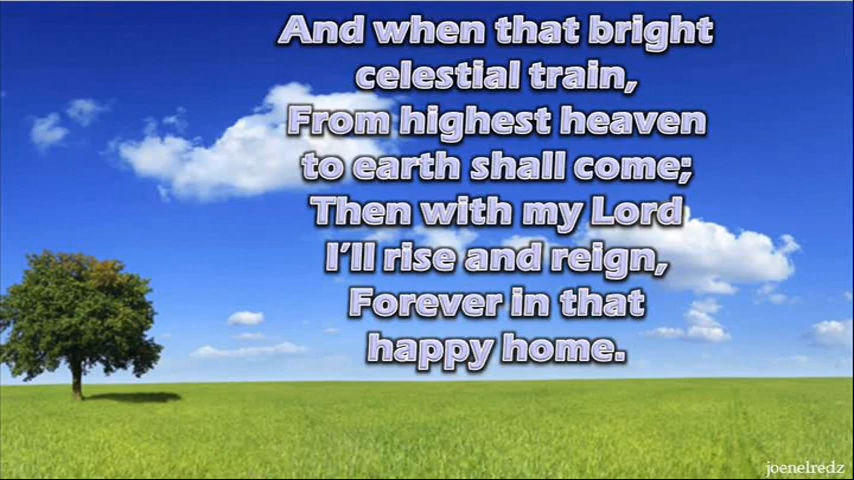 And when that bright
celestial train,
From highest heaven
to earth shall come;
Then with my Lord
I'll rise and reign,
Forever in that
happy home.
joenelredz